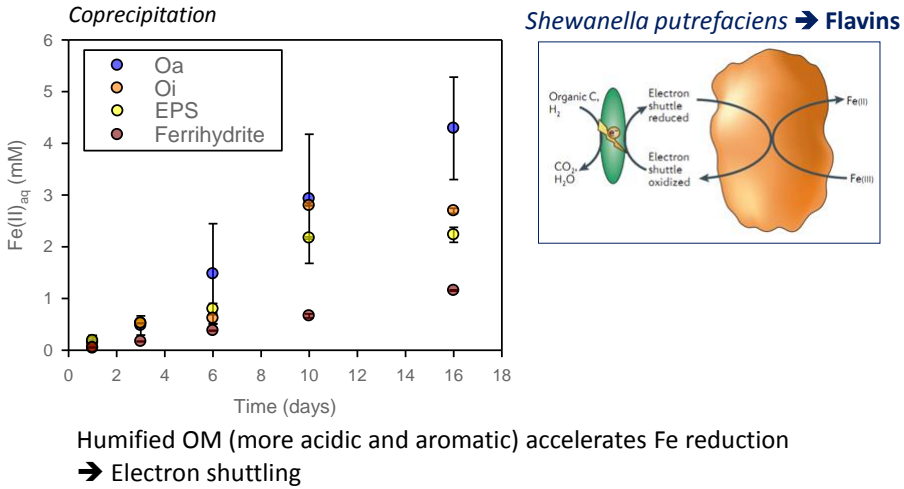 Coprecipitation
Shewanella putrefaciens ➔ Flavins
6
5
4
3
2
1
0
Fe(II)aq (mM)
Oa
Oi
EPS
Ferrihydrite
0 2 4 6 8 10 12 14 16 18
Time (days)
Organic C,
H2
CO2,
H2O
e-
Electron
shuttle
reduced
Electron
shuttle
oxidized
Fe(II)
Fe(III)
Humified OM (more acidic and aromatic) accelerates Fe reduction
➔ Electron shuttling